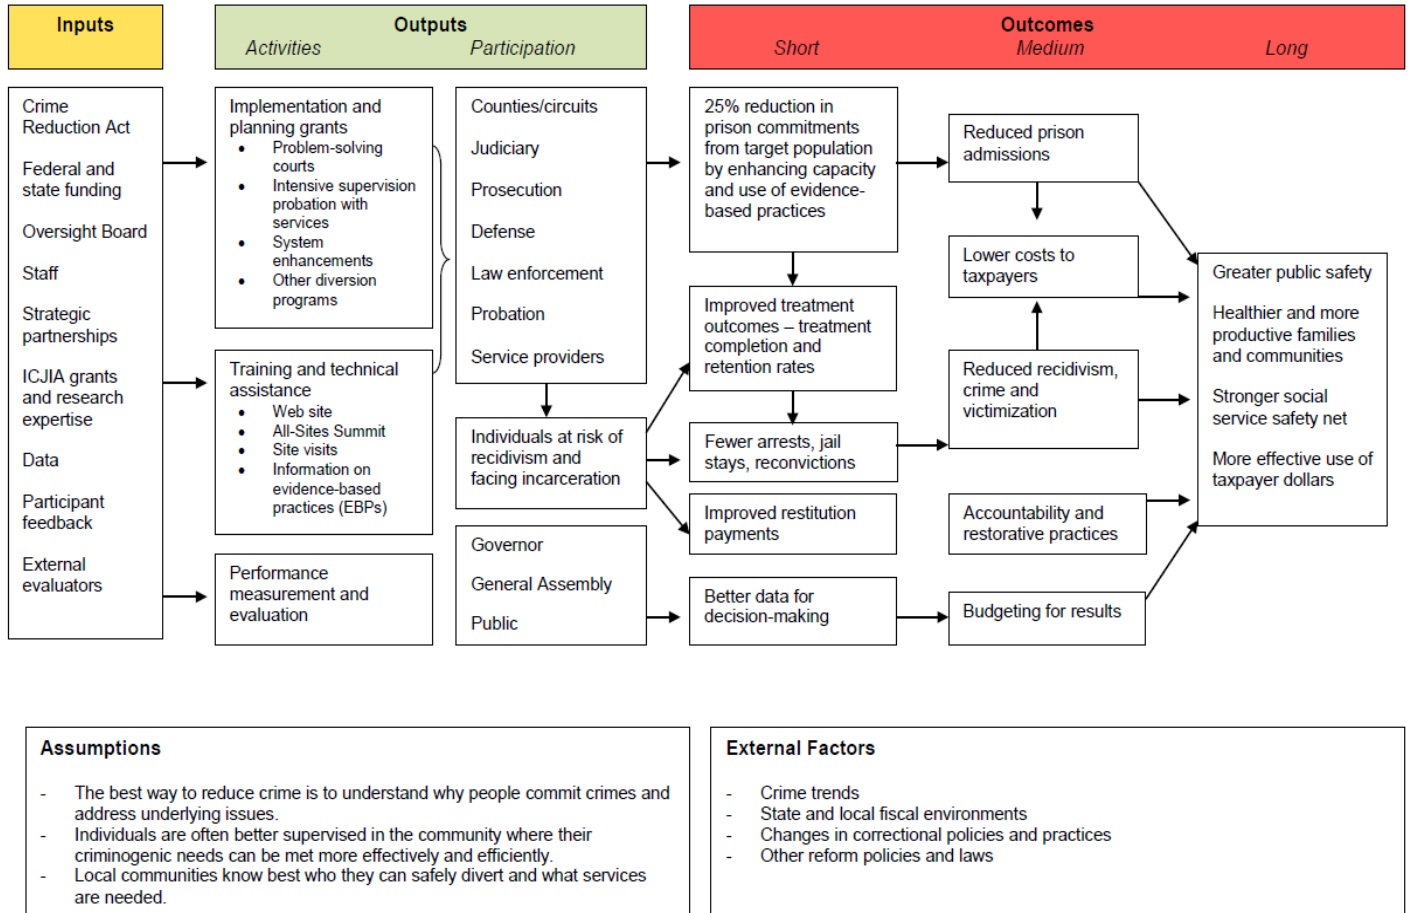 Inputs
Outputs
Activities
Participation
Outcomes
Short
Medium
Long
Crime
Reduction Act
Federal and
state funding
Oversight Board
Staff
Strategic
partnerships
ICJIA grants
and research
expertise
Data
Participant
feedback
External
evaluators
Implementation and
planning grants
• Problem-solving
courts
• Intensive supervision
probation with
services
• System
enhancements
• Other diversion
programs
Training and technical
assistance
• Web site
• All-Sites Summit
• Site visits
• Information on
evidence-based
practices (EBPs)
Performance
measurement and
evaluation
Counties/circuits
Judiciary
Prosecution
Defense
Law enforcement
Probation
Service providers
Individuals at risk of
recidivism and
facing incarceration
Governor
General Assembly
Public
25% reduction in
prison commitments
from target population
by enhancing capacity
and use of evidence-
based practices
Improved treatment
outcomes – treatment
completion and
retention rates
Fewer arrests, jail
stays, reconvictions
Improved restitution
payments
Better data for
decision-making
Reduced prison
admissions
Lower costs to
taxpayers
Reduced recidivism,
crime and
victimization
Accountability and
restorative practices
Budgeting for results
Greater public safety
Healthier and more
productive families
and communities
Stronger social
service safety net
More effective use of
taxpayer dollars
Assumptions
- The best way to reduce crime is to understand why people commit crimes and
address underlying issues.
- Individuals are often better supervised in the community where their
criminogenic needs can be met more effectively and efficiently.
- Local communities know best who they can safely divert and what services
are needed.
External Factors
- Crime trends
- State and local fiscal environments
- Changes in correctional policies and practices
- Other reform policies and laws